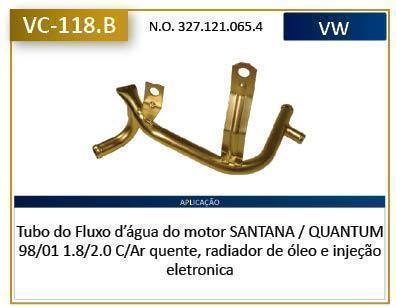 VC-118.B
N.O. 327.121.065.4
VW
APLICAÇÃO
Tubo do Fluxo d’água do motor SANTANA / QUANTUM
98/01 1.8/2.0 C/Ar quente, radiador de óleo e injeção
eletronica